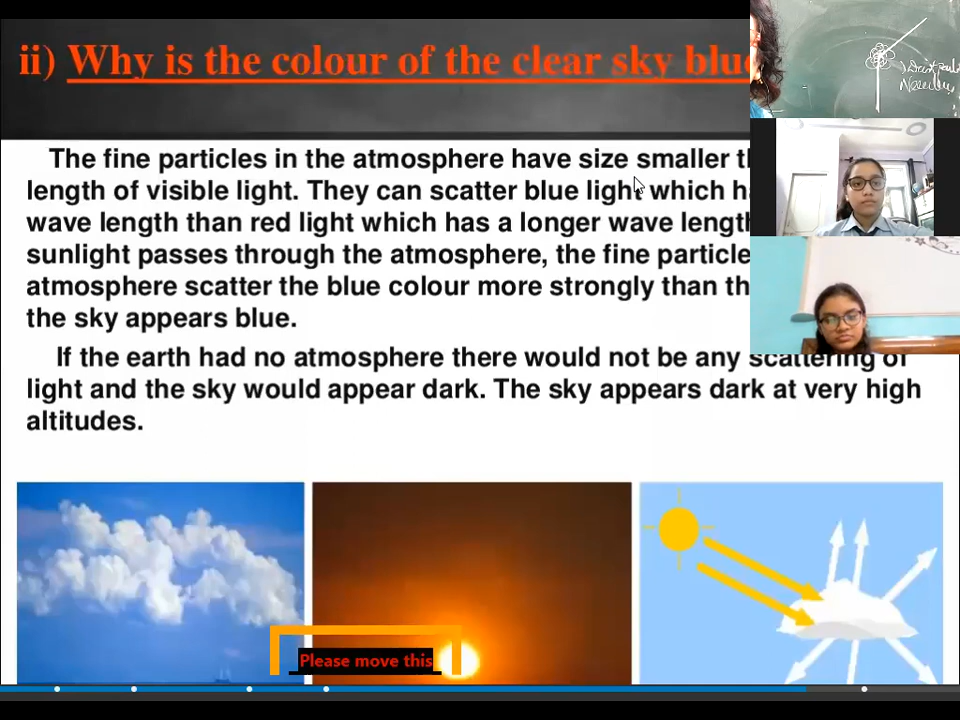 ii) Why is the colour of the clear sky blue
The fine particles in the atmosphere have size smaller
length of visible light. They can scatter blue light which
wave length than red light which has a longer wave length
sunlight passes through the atmosphere, the fine particle
atmosphere scatter the blue colour more strongly than
the sky appears blue.
If the earth had no atmosphere there would not be any scattering of
light and the sky would appear dark. The sky appears dark at very high
altitudes.
Please move this